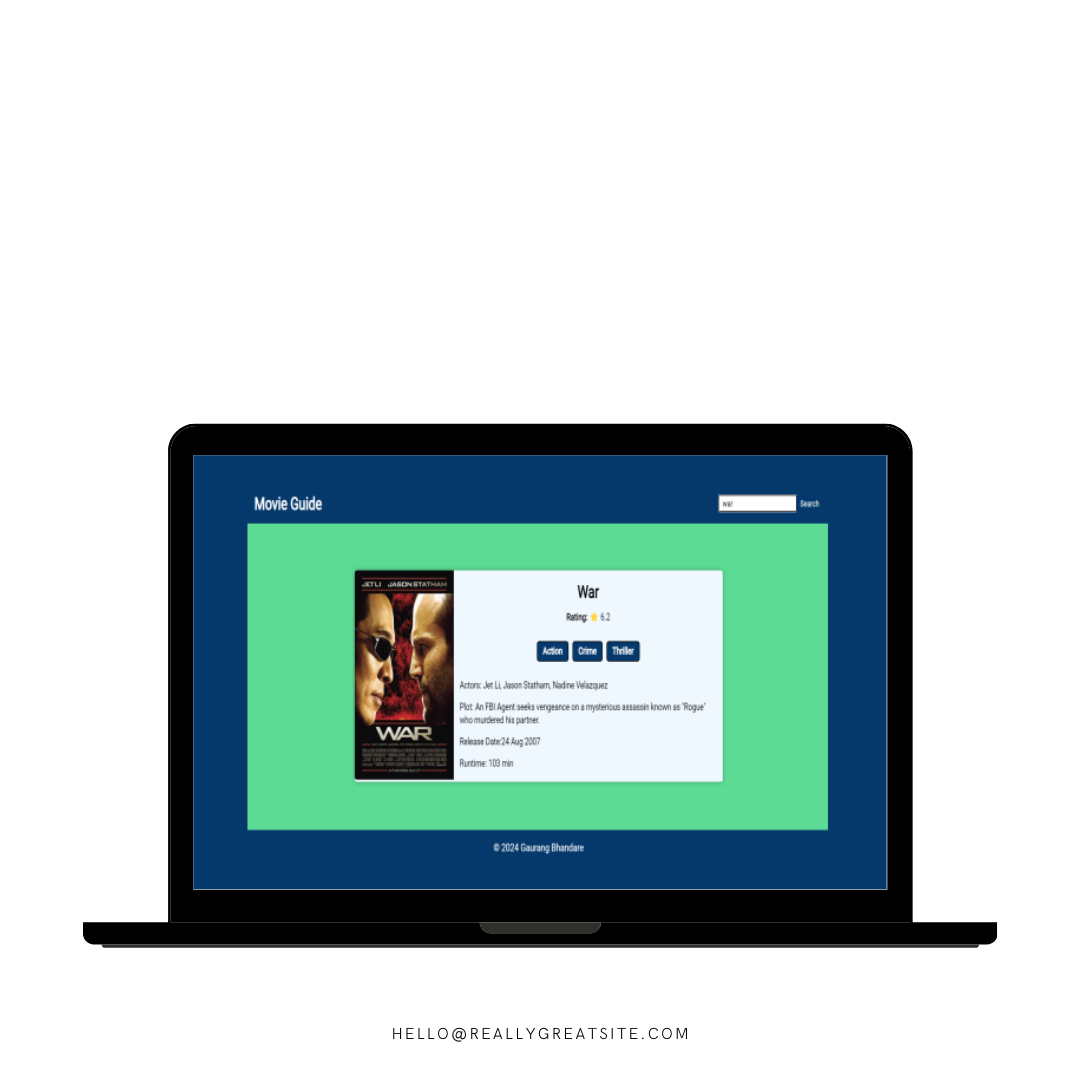 Movie Guide
war
Search
JET LI JASON STATHAM
WAR
War
Rating: ⭐ 6.2
Action Crime Thriller
Actors: Jet Li, Jason Statham, Nadine Velazquez
Plot: An FBI Agent seeks vengeance on a mysterious assassin known as "Rogue"
who murdered his partner.
Release Date:24 Aug 2007
Runtime: 103 min
© 2024 Gaurang Bhandare
HELLO@REALLYGREATSITE.COM